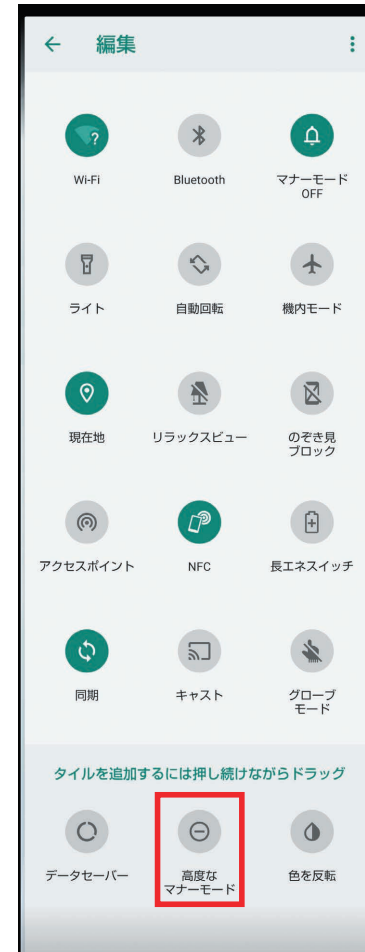 編集
Wi-Fi
Bluetooth
マナーモード
OFF
ライト
自動回転
機内モード
現在地
リラックスビュー
のぞき見
ブロック
アクセスポイント
NFC
長エネスイッチ
同期
キャスト
グローブ
モード
タイルを追加するには押し続けながらドラッグ
データセーバー
高度な
マナーモード
色を反転